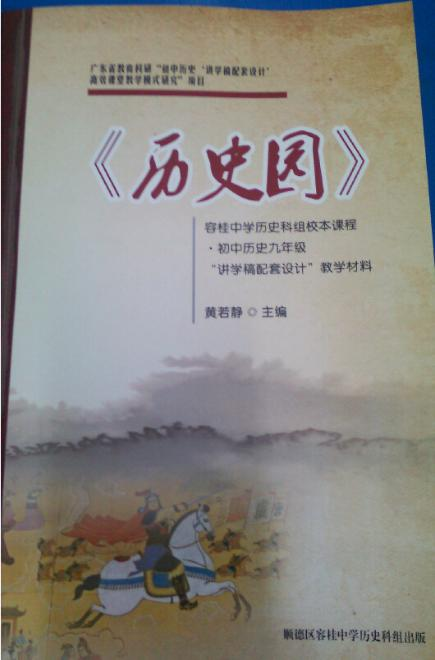 广东省教育科研“初中历史‘讲学稿配套设计’
高效课堂教学模式研究”项目
《历史园》
容桂中学历史科组校本课程
·初中历史九年级
“讲学稿配套设计”教学材料
黄若静◎主编
顺德区容桂中学历史科组出版